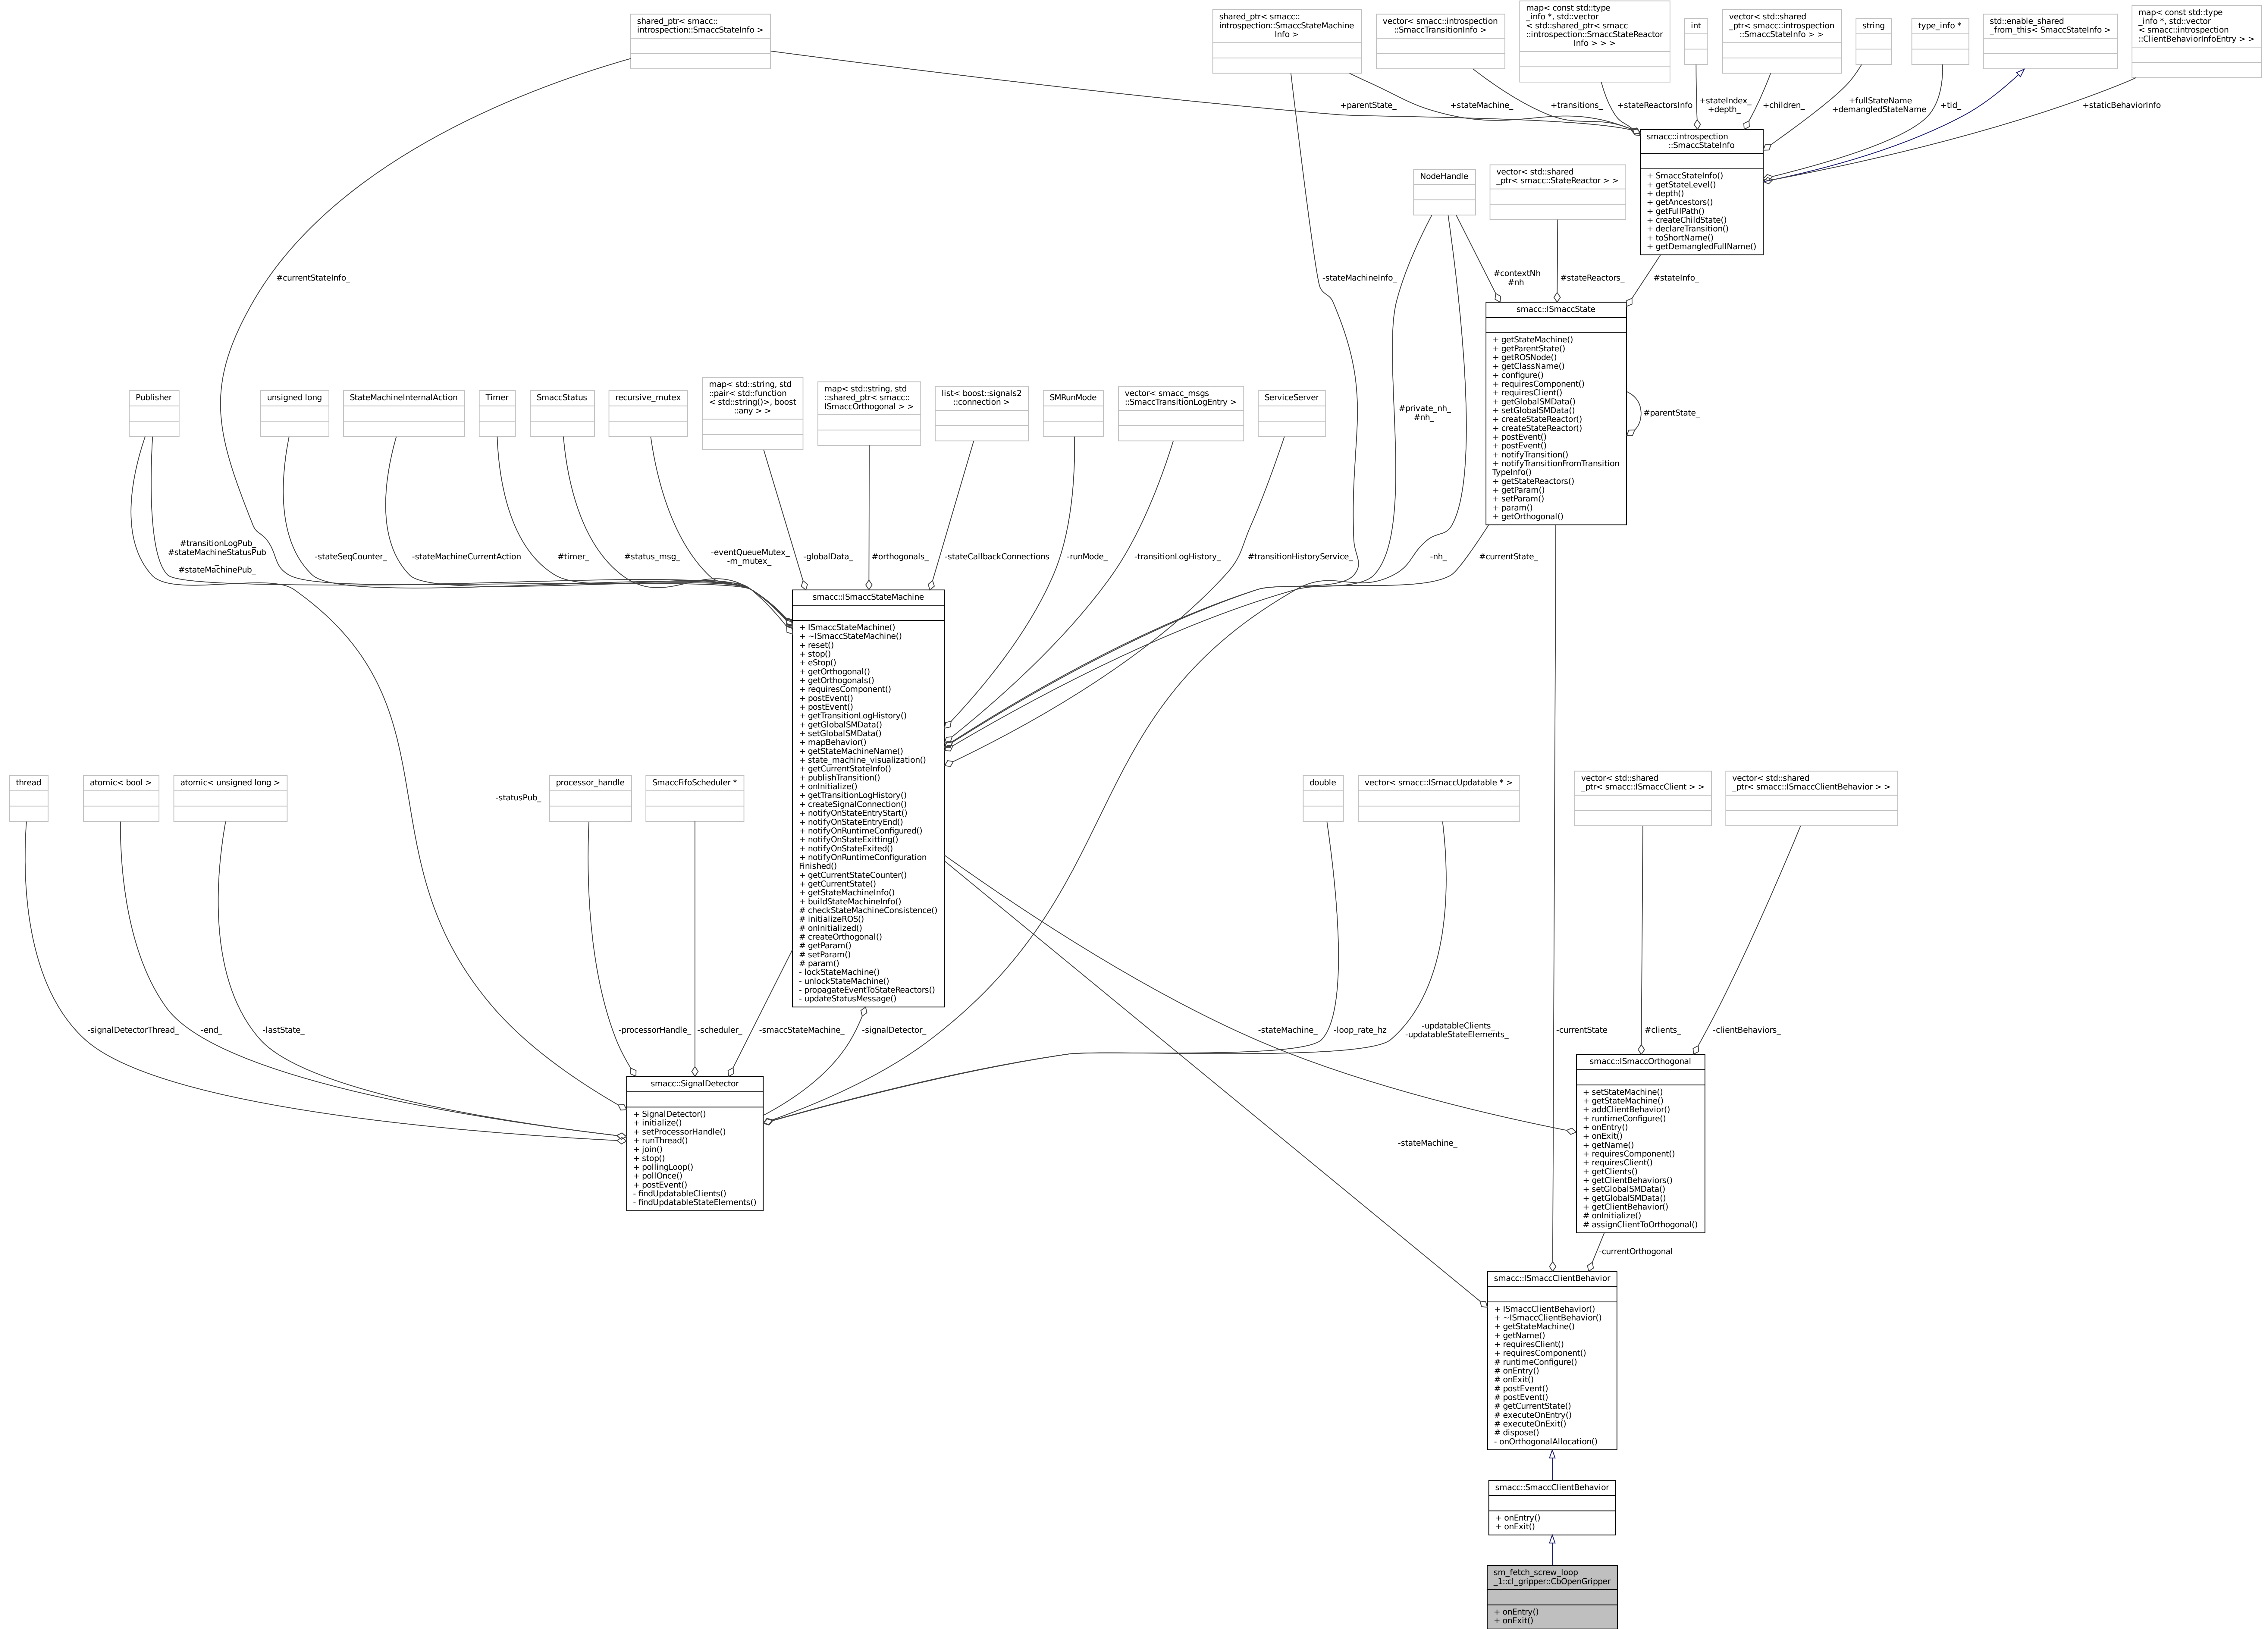 shared_ptr< smacc::
introspection::SmaccStateInfo >
shared_ptr< smacc::
introspection::SmaccStateMachine
Info >
vector< smacc::introspection
::SmaccTransitionInfo >
map< const std::type
_info *, std::vector
< std::shared_ptr< smacc
::introspection::SmaccStateReactor
Info > > >
int
vector< std::shared
_ptr< smacc::introspection
::SmaccStateInfo > >
string
type_info *
std::enable_shared
_from_this< SmaccStateInfo >
map< const std::type
_info *, std::vector
< smacc::introspection
::ClientBehaviorInfoEntry > >
+parentState_
+stateMachine_
+transitions_
+stateReactorsInfo
+stateIndex_
+depth_
+children_
+fullStateName
+demangledStateName
+tid_
+staticBehaviorInfo
smacc::introspection
::SmaccStateInfo
+ SmaccStateInfo()
+ getStateLevel()
+ depth()
+ getAncestors()
+ getFullPath()
+ createChildState()
+ declareTransition()
+ toShortName()
+ getDemangledFullName()
NodeHandle
vector< std::shared
_ptr< smacc::StateReactor > >
#currentStateInfo_
-stateMachineInfo_
#contextNh
#nh
#stateReactors_
#stateInfo_
smacc::ISmaccState
+ getStateMachine()
+ getParentState()
+ getROSNode()
+ getClassName()
+ configure()
+ requiresComponent()
+ requiresClient()
+ getGlobalSMData()
+ setGlobalSMData()
+ createStateReactor()
+ createStateReactor()
+ postEvent()
+ postEvent()
+ notifyTransition()
+ notifyTransitionFromTransition
TypeInfo()
+ getStateReactors()
+ getParam()
+ setParam()
+ param()
+ getOrthogonal()
#parentState_
#private_nh_
#nh_
Publisher
unsigned long
StateMachineInternalAction
Timer
SmaccStatus
recursive_mutex
map< std::string, std
::pair< std::function
< std::string()>, boost
::any > >
map< std::string, std
::shared_ptr< smacc::
ISmaccOrthogonal > >
list< boost::signals2
::connection >
SMRunMode
vector< smacc_msgs
::SmaccTransitionLogEntry >
ServiceServer
#transitionLogPub_
#stateMachineStatusPub
_
#stateMachinePub_
-stateSeqCounter_
-stateMachineCurrentAction
#timer_
#status_msg_
-eventQueueMutex_
-m_mutex_
-globalData_
#orthogonals_
-stateCallbackConnections
-runMode_
-transitionLogHistory_
#transitionHistoryService_
-nh_
#currentState_
smacc::ISmaccStateMachine
+ ISmaccStateMachine()
+ ~ISmaccStateMachine()
+ reset()
+ stop()
+ eStop()
+ getOrthogonal()
+ getOrthogonals()
+ requiresComponent()
+ postEvent()
+ postEvent()
+ getTransitionLogHistory()
+ getGlobalSMData()
+ setGlobalSMData()
+ mapBehavior()
+ getStateMachineName()
+ state_machine_visualization()
+ getCurrentStateInfo()
+ publishTransition()
+ onInitialize()
+ getTransitionLogHistory()
+ createSignalConnection()
+ notifyOnStateEntryStart()
+ notifyOnStateEntryEnd()
+ notifyOnRuntimeConfigured()
+ notifyOnStateExitting()
+ notifyOnStateExited()
+ notifyOnRuntimeConfiguration
Finished()
+ getCurrentStateCounter()
+ getCurrentState()
+ getStateMachineInfo()
+ buildStateMachineInfo()
# checkStateMachineConsistence()
# initializeROS()
# onInitialized()
# createOrthogonal()
# getParam()
# setParam()
# param()
- lockStateMachine()
- unlockStateMachine()
- propagateEventToStateReactors()
- updateStatusMessage()
thread
atomic< bool >
atomic< unsigned long >
-statusPub_
processor_handle
SmaccFifoScheduler *
double
vector< smacc::ISmaccUpdatable * >
vector< std::shared
_ptr< smacc::ISmaccClient > >
vector< std::shared
_ptr< smacc::ISmaccClientBehavior > >
-signalDetectorThread_
-end_
-lastState_
-processorHandle_
-scheduler_
-smaccStateMachine_
-signalDetector_
-stateMachine_
-loop_rate_hz
-updatableClients_
-updatableStateElements_
-currentState
#clients_
-clientBehaviors_
smacc::SignalDetector
+ SignalDetector()
+ initialize()
+ setProcessorHandle()
+ runThread()
+ join()
+ stop()
+ pollingLoop()
+ pollOnce()
+ postEvent()
- findUpdatableClients()
- findUpdatableStateElements()
smacc::ISmaccOrthogonal
+ setStateMachine()
+ getStateMachine()
+ addClientBehavior()
+ runtimeConfigure()
+ onEntry()
+ onExit()
+ getName()
+ requiresComponent()
+ requiresClient()
+ getClients()
+ getClientBehaviors()
+ setGlobalSMData()
+ getGlobalSMData()
+ getClientBehavior()
# onInitialize()
# assignClientToOrthogonal()
-stateMachine_
-currentOrthogonal
smacc::ISmaccClientBehavior
+ ISmaccClientBehavior()
+ ~ISmaccClientBehavior()
+ getStateMachine()
+ getName()
+ requiresClient()
+ requiresComponent()
# runtimeConfigure()
# onEntry()
# onExit()
# postEvent()
# postEvent()
# getCurrentState()
# executeOnEntry()
# executeOnExit()
# dispose()
- onOrthogonalAllocation()
smacc::SmaccClientBehavior
+ onEntry()
+ onExit()
sm_fetch_screw_loop
_1::cl_gripper::CbOpenGripper
+ onEntry()
+ onExit()